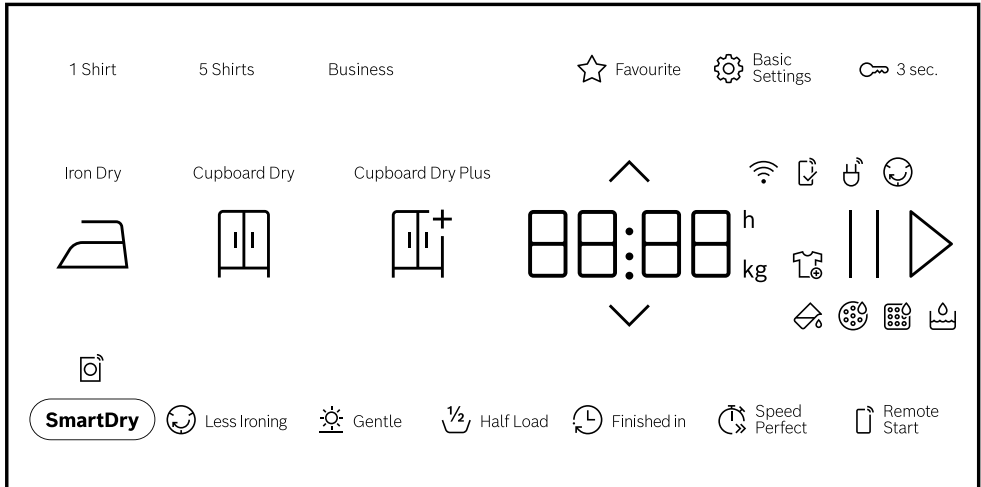 1 Shirt
5 Shirts
Business
Favourite
Basic
Settings
3 sec.
Iron Dry
Cupboard Dry
Cupboard Dry Plus
88:88
h
kg
SmartDry
Less Ironing
Gentle
½
Half Load
Finished in
Speed
Perfect
Remote
Start